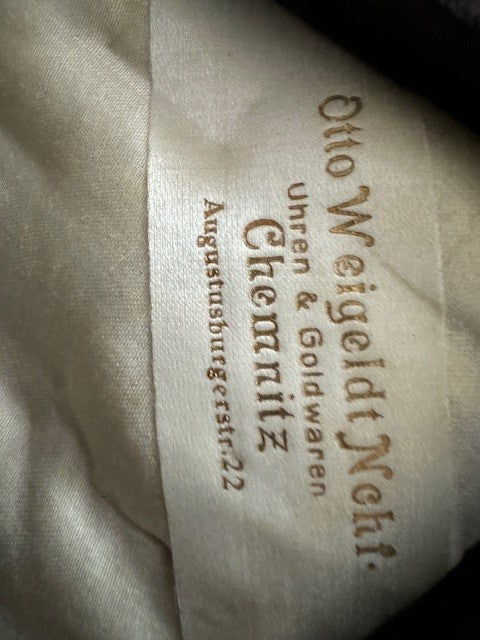 Otto Weigeldt Nchf.
Uhren & Goldwaren
Chemnitz
Augustusburgerstr. 22